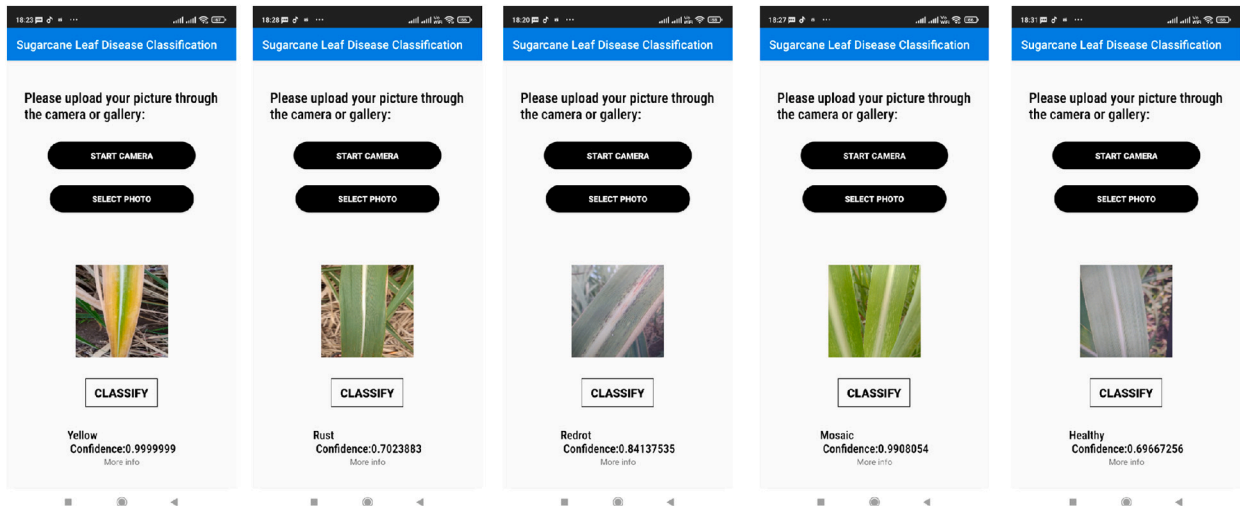 18:23
Sugarcane Leaf Disease Classification
Please upload your picture through
the camera or gallery:
START CAMERA
SELECT PHOTO
CLASSIFY
Yellow
Confidence:0.9999999
More info
18:28
Sugarcane Leaf Disease Classification
Please upload your picture through
the camera or gallery:
START CAMERA
SELECT PHOTO
CLASSIFY
Rust
Confidence:0.7023883
More info
18:20
Sugarcane Leaf Disease Classification
Please upload your picture through
the camera or gallery:
START CAMERA
SELECT PHOTO
CLASSIFY
Redrot
Confidence:0.84137535
More info
18:27
Sugarcane Leaf Disease Classification
Please upload your picture through
the camera or gallery:
START CAMERA
SELECT PHOTO
CLASSIFY
Mosaic
Confidence:0.9908054
More info
18:31
Sugarcane Leaf Disease Classification
Please upload your picture through
the camera or gallery:
START CAMERA
SELECT PHOTO
CLASSIFY
Healthy
Confidence:0.69667256
More info